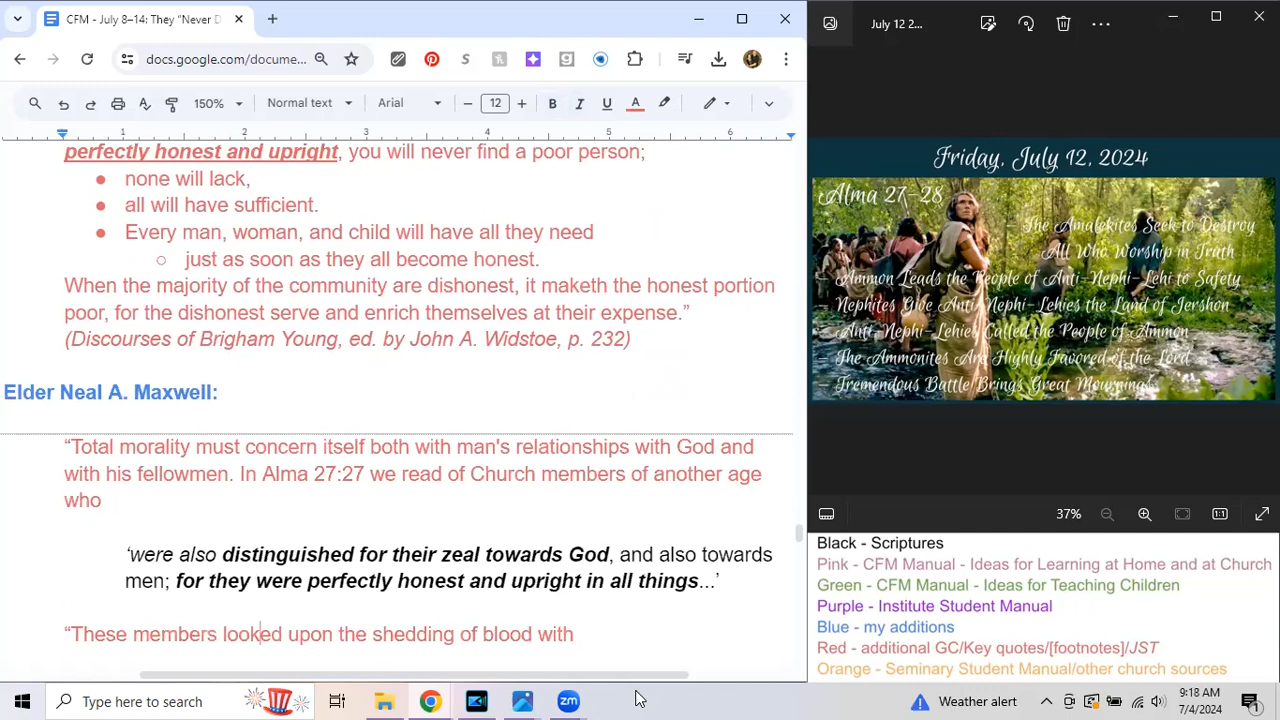 CFM - July 8–14: They “Never D
docs.google.com/docume...
150%
Normal text
Arial
12
B
I
U
A
1
2
3
4
5
6
perfectly honest and upright, you will never find a poor person;
● none will lack,
● all will have sufficient.
● Every man, woman, and child will have all they need
○ just as soon as they all become honest.
When the majority of the community are dishonest, it maketh the honest portion
poor, for the dishonest serve and enrich themselves at their expense.”
(Discourses of Brigham Young, ed. by John A. Widstoe, p. 232)
Elder Neal A. Maxwell:
“Total morality must concern itself both with man's relationships with God and
with his fellowmen. In Alma 27:27 we read of Church members of another age
who
‘were also distinguished for their zeal towards God, and also towards
men; for they were perfectly honest and upright in all things...’
“These members looked upon the shedding of blood with
July 12 2...
Friday, July 12, 2024
Alma 27-28
- The Amalekites Seek to Destroy
All Who Worship in Truth
- Ammon Leads the People of Anti-Nephi-Lehi to Safety
- Nephites Give Anti-Nephi-Lehies the Land of Jershon
- Anti-Nephi-Lehies Called the People of Ammon
- The Ammonites Are Highly Favored of the Lord
- Tremendous Battle Brings Great Mournings
37%
1:1
Black - Scriptures
Pink - CFM Manual - Ideas for Learning at Home and at Church
Green - CFM Manual - Ideas for Teaching Children
Purple - Institute Student Manual
Blue - my additions
Red - additional GC/Key quotes/[footnotes]/JST
Orange - Seminary Student Manual/other church sources
Type here to search
zm
Weather alert
9:18 AM
7/4/2024
1